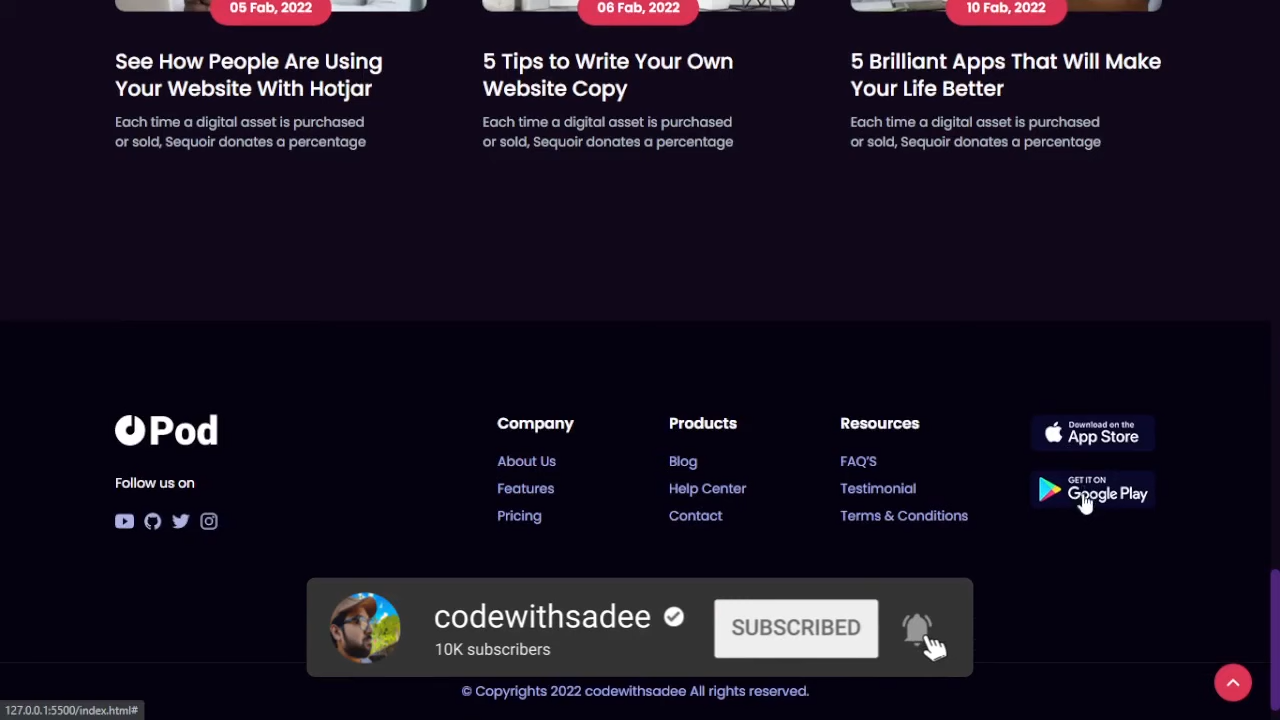 05 Fab, 2022
06 Fab, 2022
10 Fab, 2022
See How People Are Using
Your Website With Hotjar
Each time a digital asset is purchased
or sold, Sequoir donates a percentage
5 Tips to Write Your Own
Website Copy
Each time a digital asset is purchased
or sold, Sequoir donates a percentage
5 Brilliant Apps That Will Make
Your Life Better
Each time a digital asset is purchased
or sold, Sequoir donates a percentage
Pod
Follow us on
Company
About Us
Features
Pricing
Products
Blog
Help Center
Contact
Resources
FAQ'S
Testimonial
Terms & Conditions
Download on the
App Store
GET IT ON
Google Play
codewithsadee
10K subscribers
SUBSCRIBED
© Copyrights 2022 codewithsadee All rights reserved.
127.0.0.1:5500/index.html#